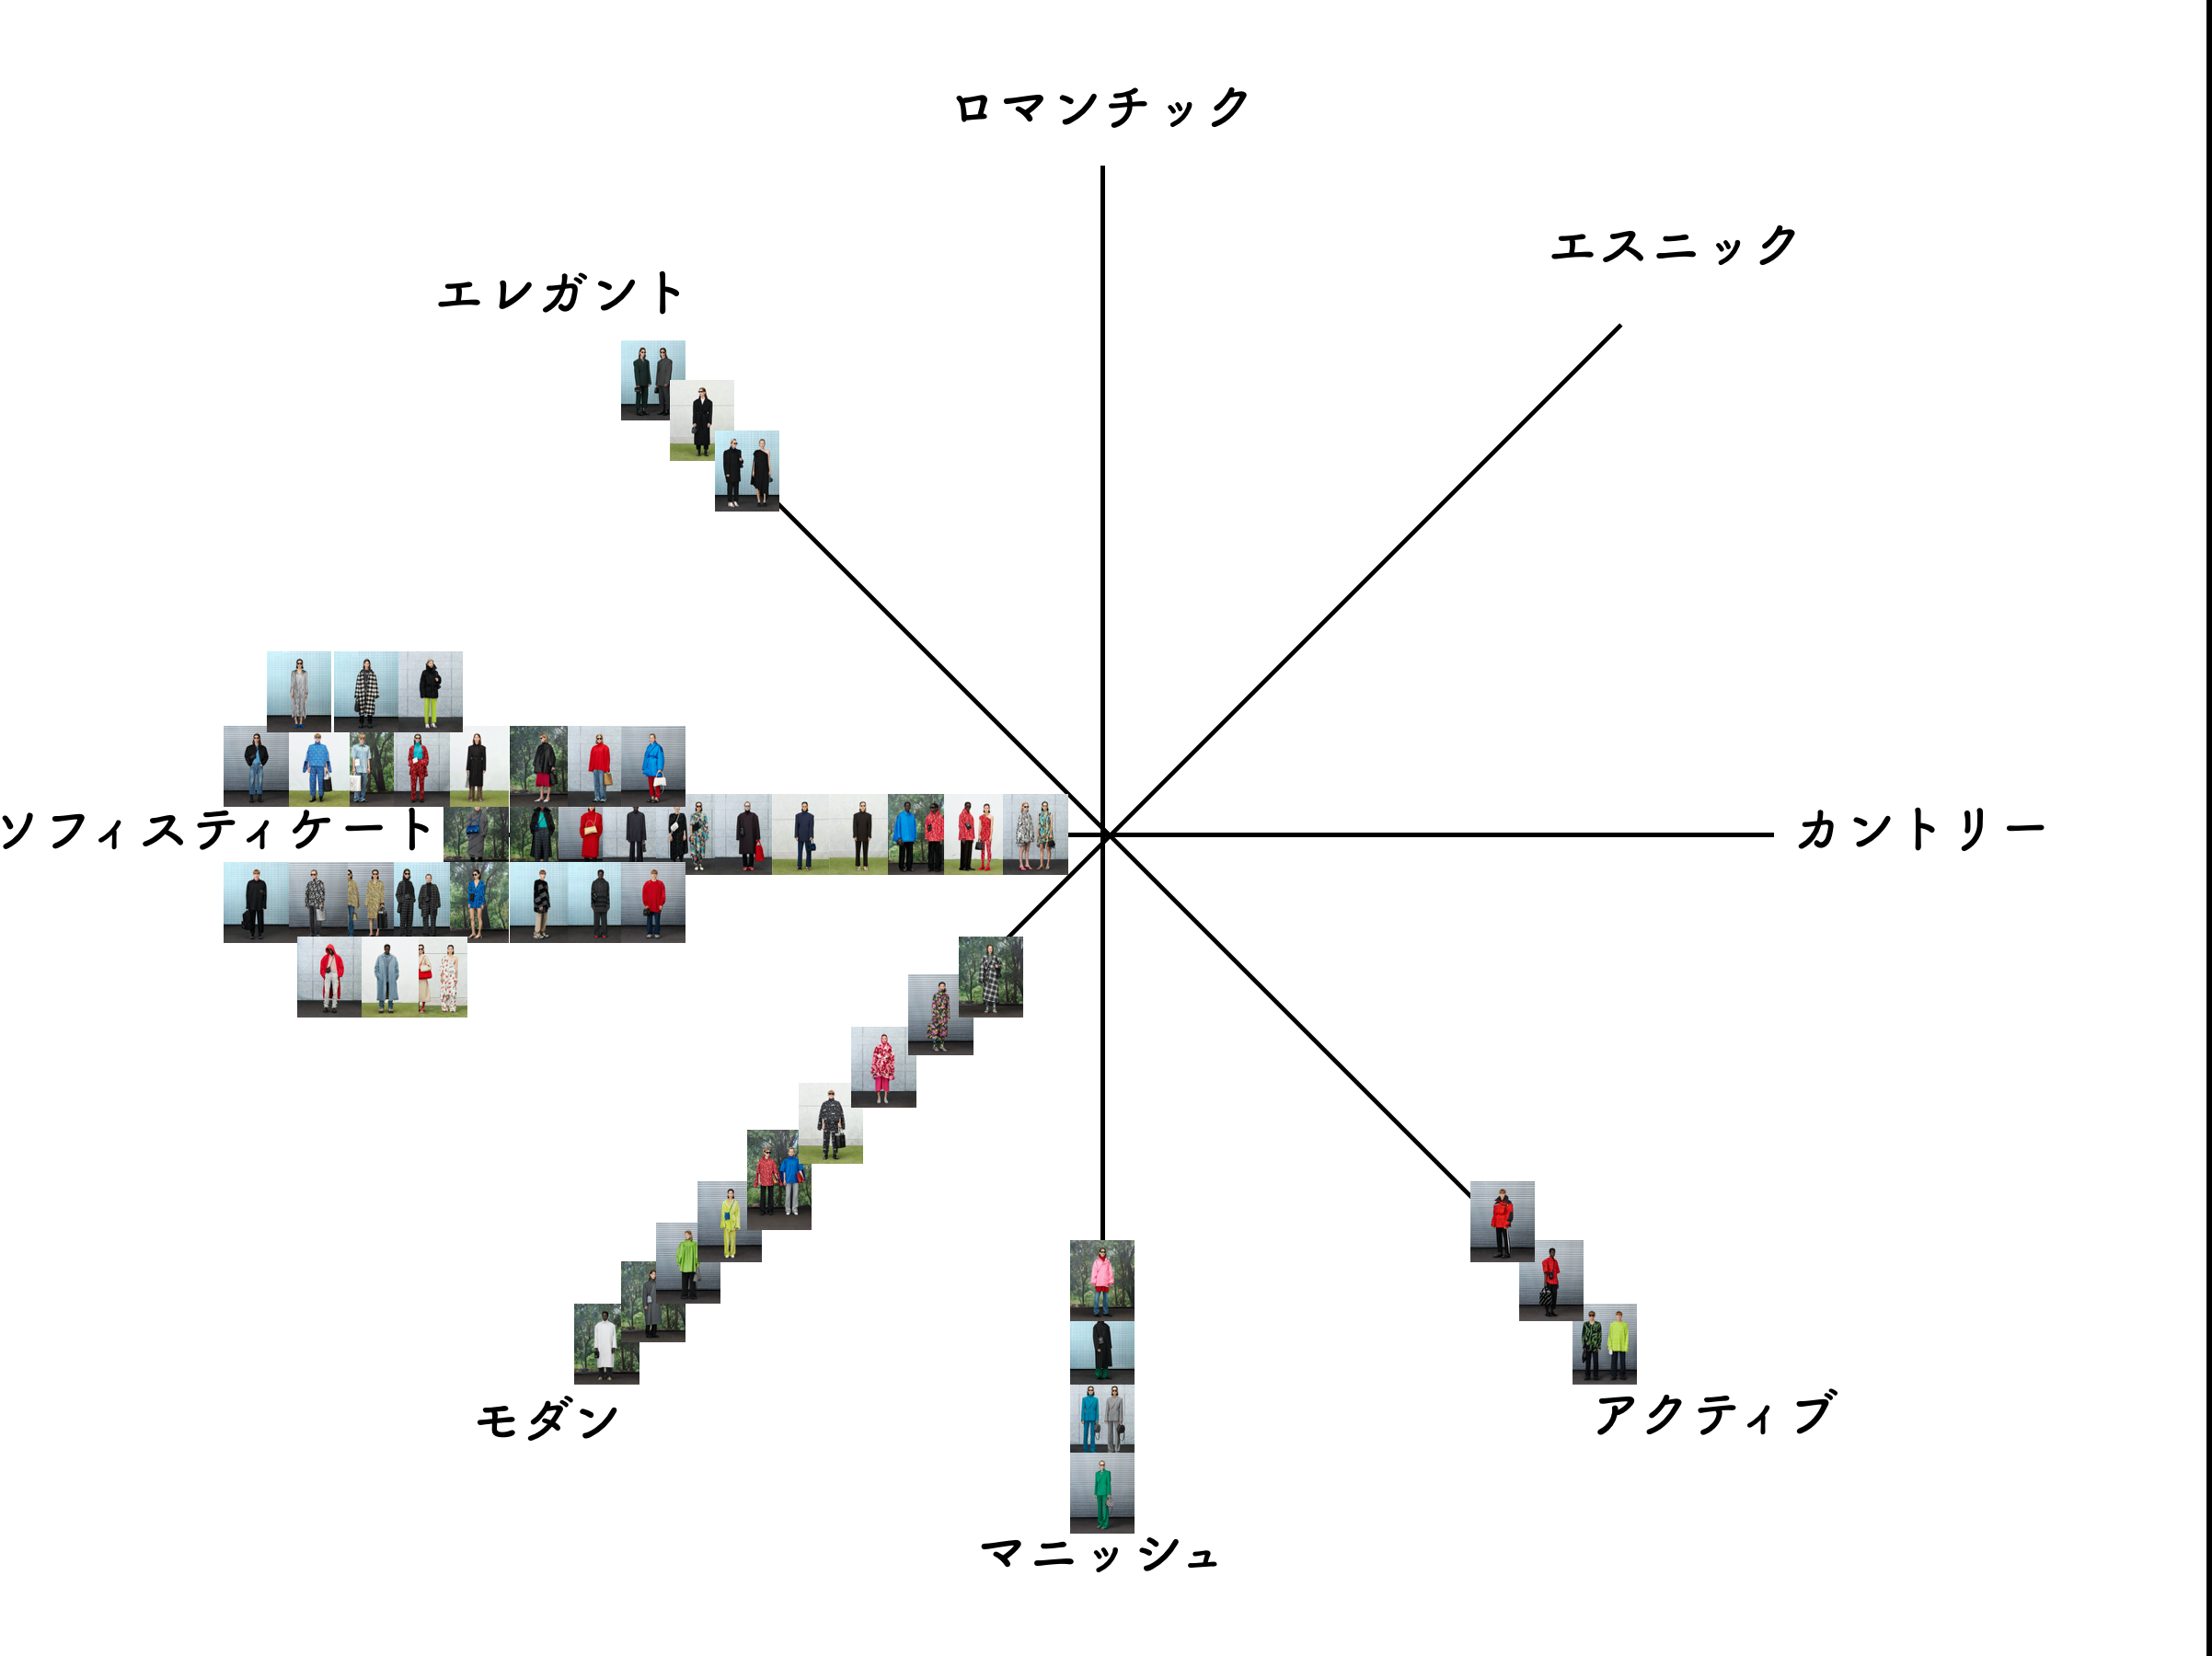 ロマンチック
エスニック
エレガント
ソフィスティケート
カントリー
モダン
アクティブ
マニッシュ